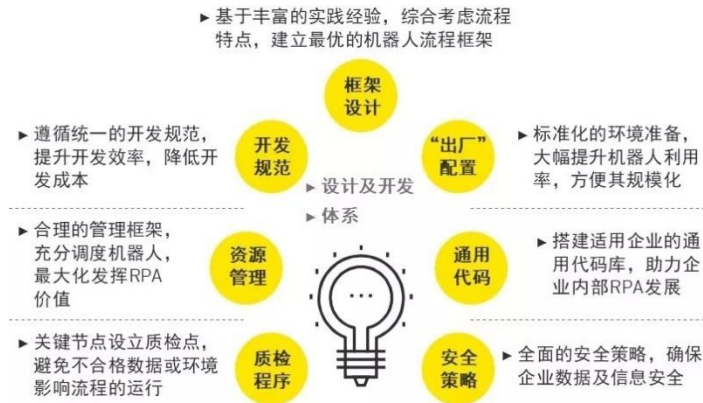 ▸ 基于丰富的实践经验，综合考虑流程
特点，建立最优的机器人流程框架
框架
设计
▸ 遵循统一的开发规范，
提升开发效率，降低开
发成本
开发
规范
“出厂”
配置
▸ 标准化的环境准备，
大幅提升机器人利用
率，方便其规模化
▸ 设计及开发
▸ 体系
▸ 合理的管理框架，
充分调度机器人，
最大化发挥RPA
价值
资源
管理
通用
代码
▸ 搭建适用企业的通
用代码库，助力企
业内部RPA发展
▸ 关键节点设立质检点，
避免不合格数据或环境
影响流程的运行
质检
程序
安全
策略
▸ 全面的安全策略，确保
企业数据及信息安全